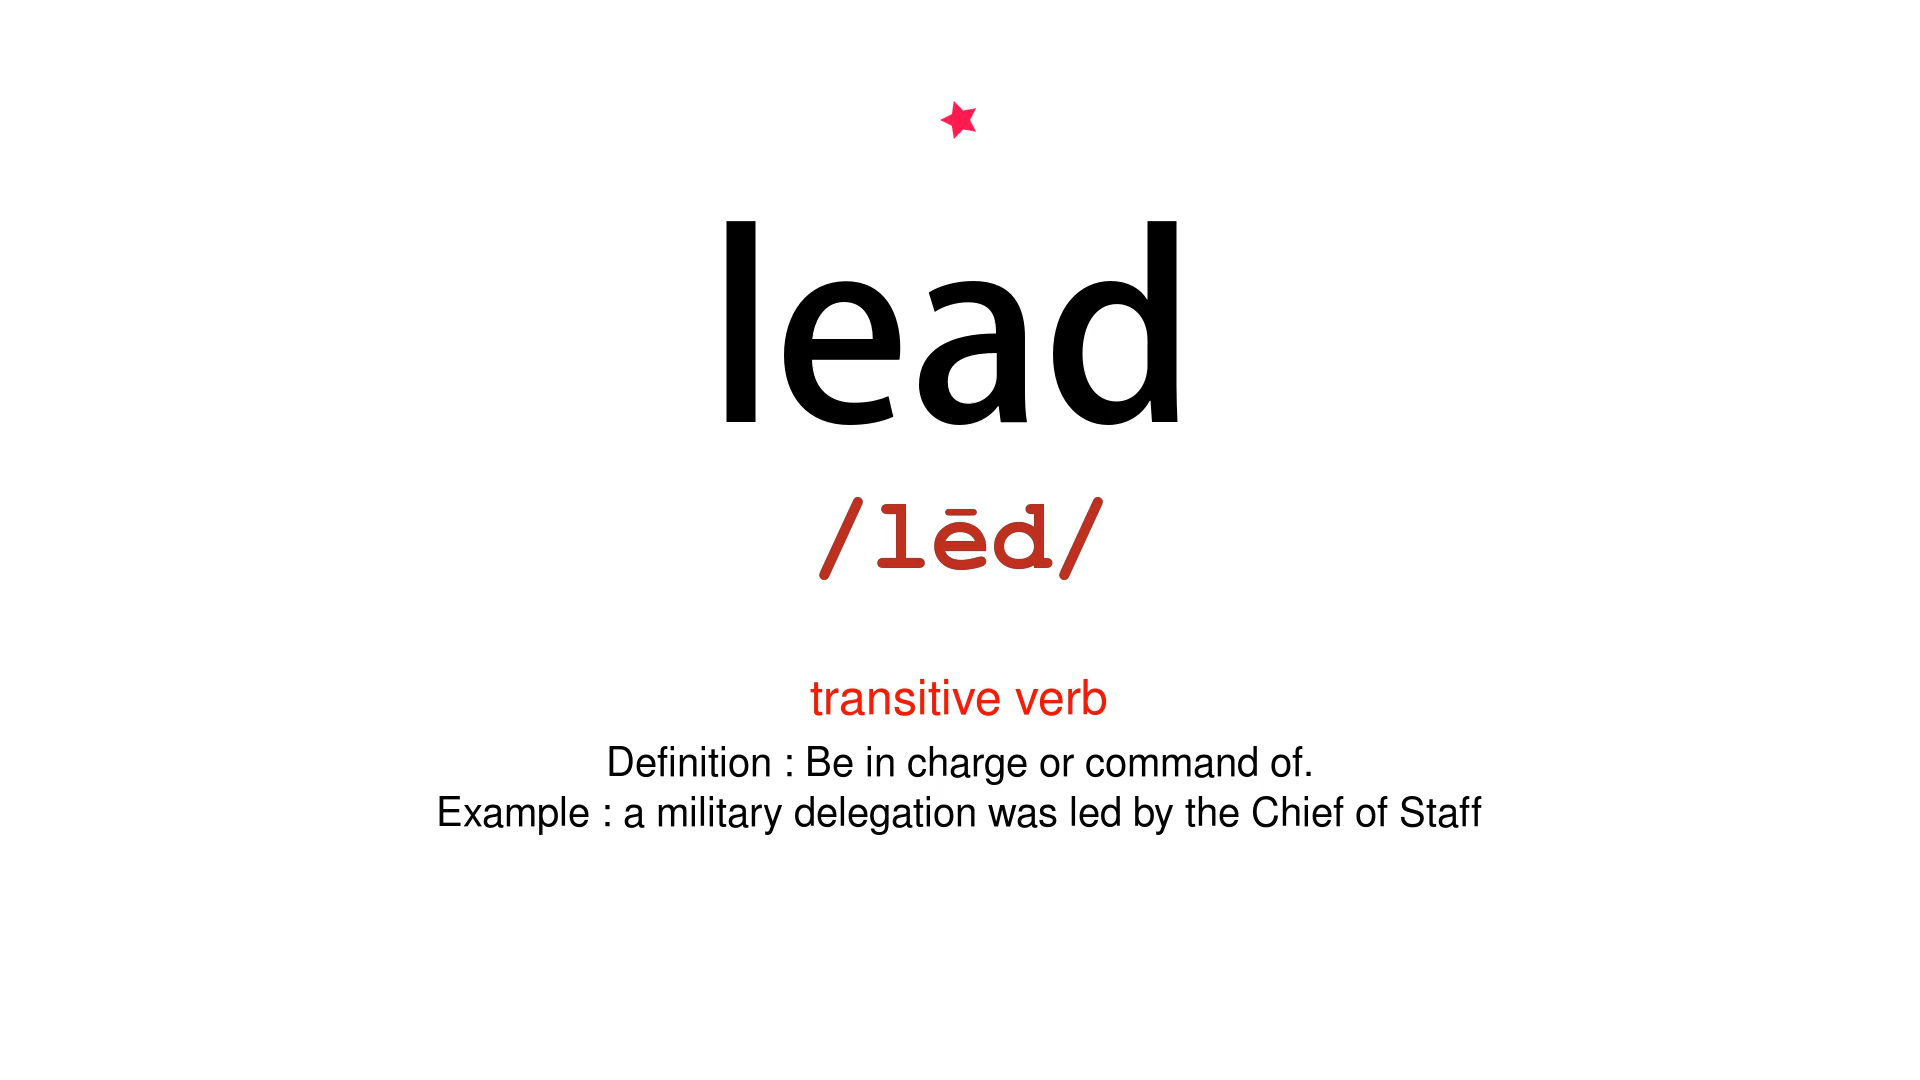 lead
/lēd/
transitive verb
Definition : Be in charge or command of.
Example : a military delegation was led by the Chief of Staff